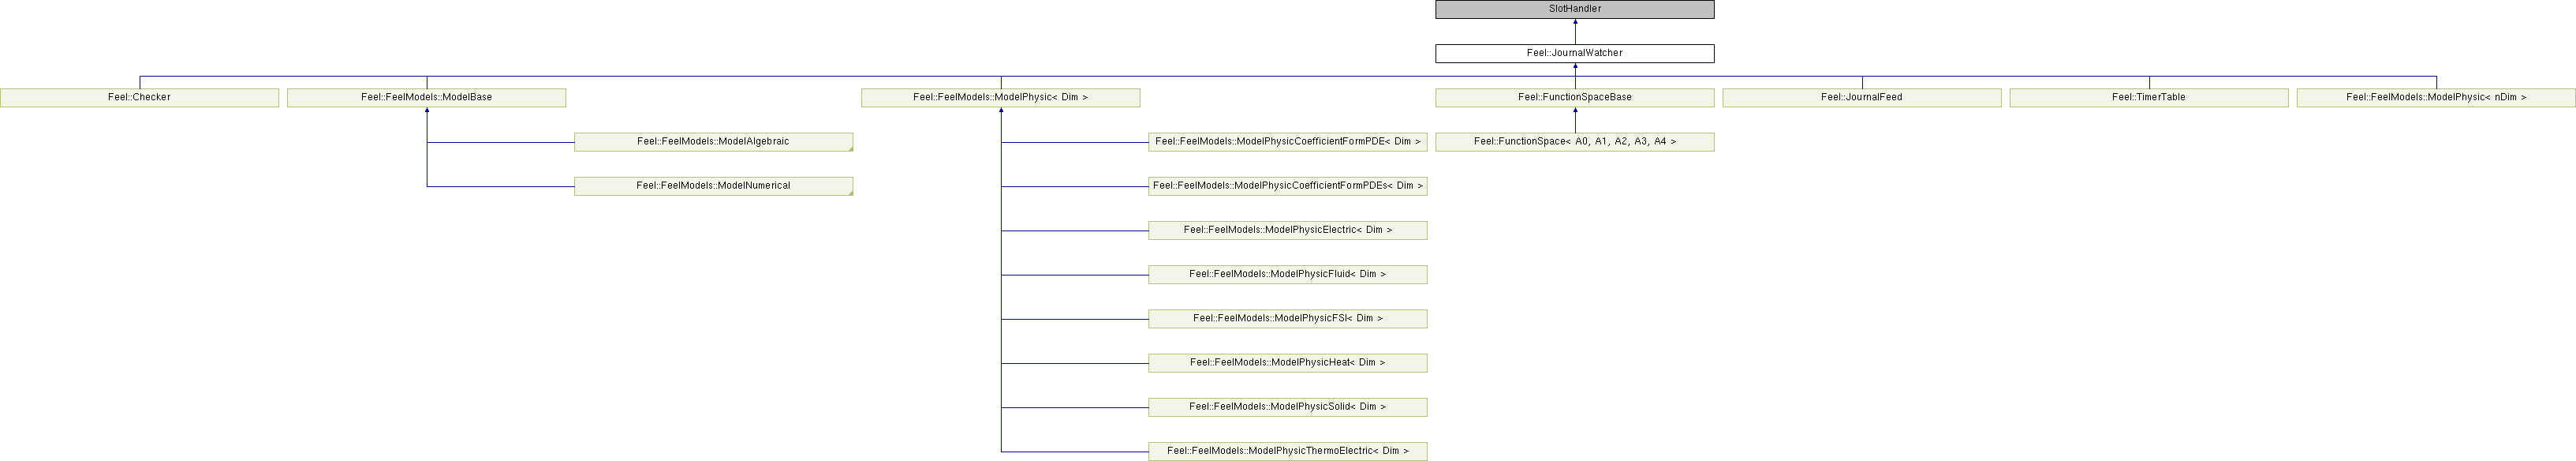 SlotHandler
Feel::JournalWatcher
Feel::Checker
Feel::FeelModels::ModelBase
Feel::FeelModels::ModelPhysic< Dim >
Feel::FunctionSpaceBase
Feel::JournalFeed
Feel::TimerTable
Feel::FeelModels::ModelPhysic< nDim >
Feel::FeelModels::ModelAlgebraic
Feel::FeelModels::ModelPhysicCoefficientFormPDE< Dim >
Feel::FunctionSpace< A0, A1, A2, A3, A4 >
Feel::FeelModels::ModelNumerical
Feel::FeelModels::ModelPhysicCoefficientFormPDEs< Dim >
Feel::FeelModels::ModelPhysicElectric< Dim >
Feel::FeelModels::ModelPhysicFluid< Dim >
Feel::FeelModels::ModelPhysicFSI< Dim >
Feel::FeelModels::ModelPhysicHeat< Dim >
Feel::FeelModels::ModelPhysicSolid< Dim >
Feel::FeelModels::ModelPhysicThermoElectric< Dim >